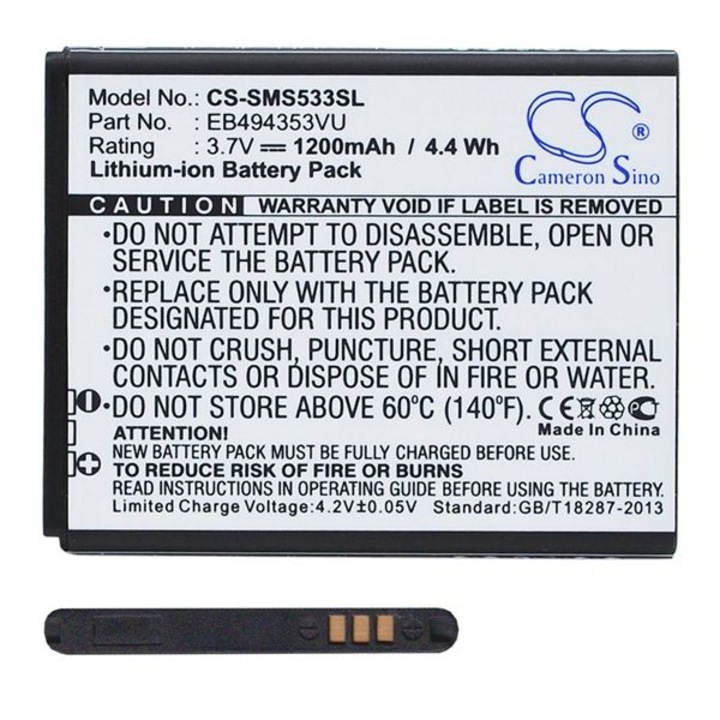 Model No.: CS-SMS533SL
Part No. : EB494353VU
Rating : 3.7V 1200mAh / 4.4 Wh
Lithium-ion Battery Pack
CS ®
Cameron Sino
CAUTION WARRANTY VOID IF LABEL IS REMOVED
•DO NOT ATTEMPT TO DISASSEMBLE, OPEN OR
SERVICE THE BATTERY PACK.
•REPLACE ONLY WITH THE BATTERY PACK
DESIGNATED FOR THIS PRODUCT.
•DO NOT CRUSH, PUNCTURE, SHORT EXTERNAL
CONTACTS OR DISPOSE OF IN FIRE OR WATER.
•DO NOT STORE ABOVE 60°C (140°F). CE
Made In China
ATTENTION!
NEW BATTERY PACK MUST BE FULLY CHARGED BEFORE USE
TO REDUCE RISK OF FIRE OR BURNS
READ INSTRUCTIONS IN OPERATING GUIDE BEFORE USE AND CHARGING.
Limited Charge Voltage:4.2V±0.05V Standard:GB/T18287-2013